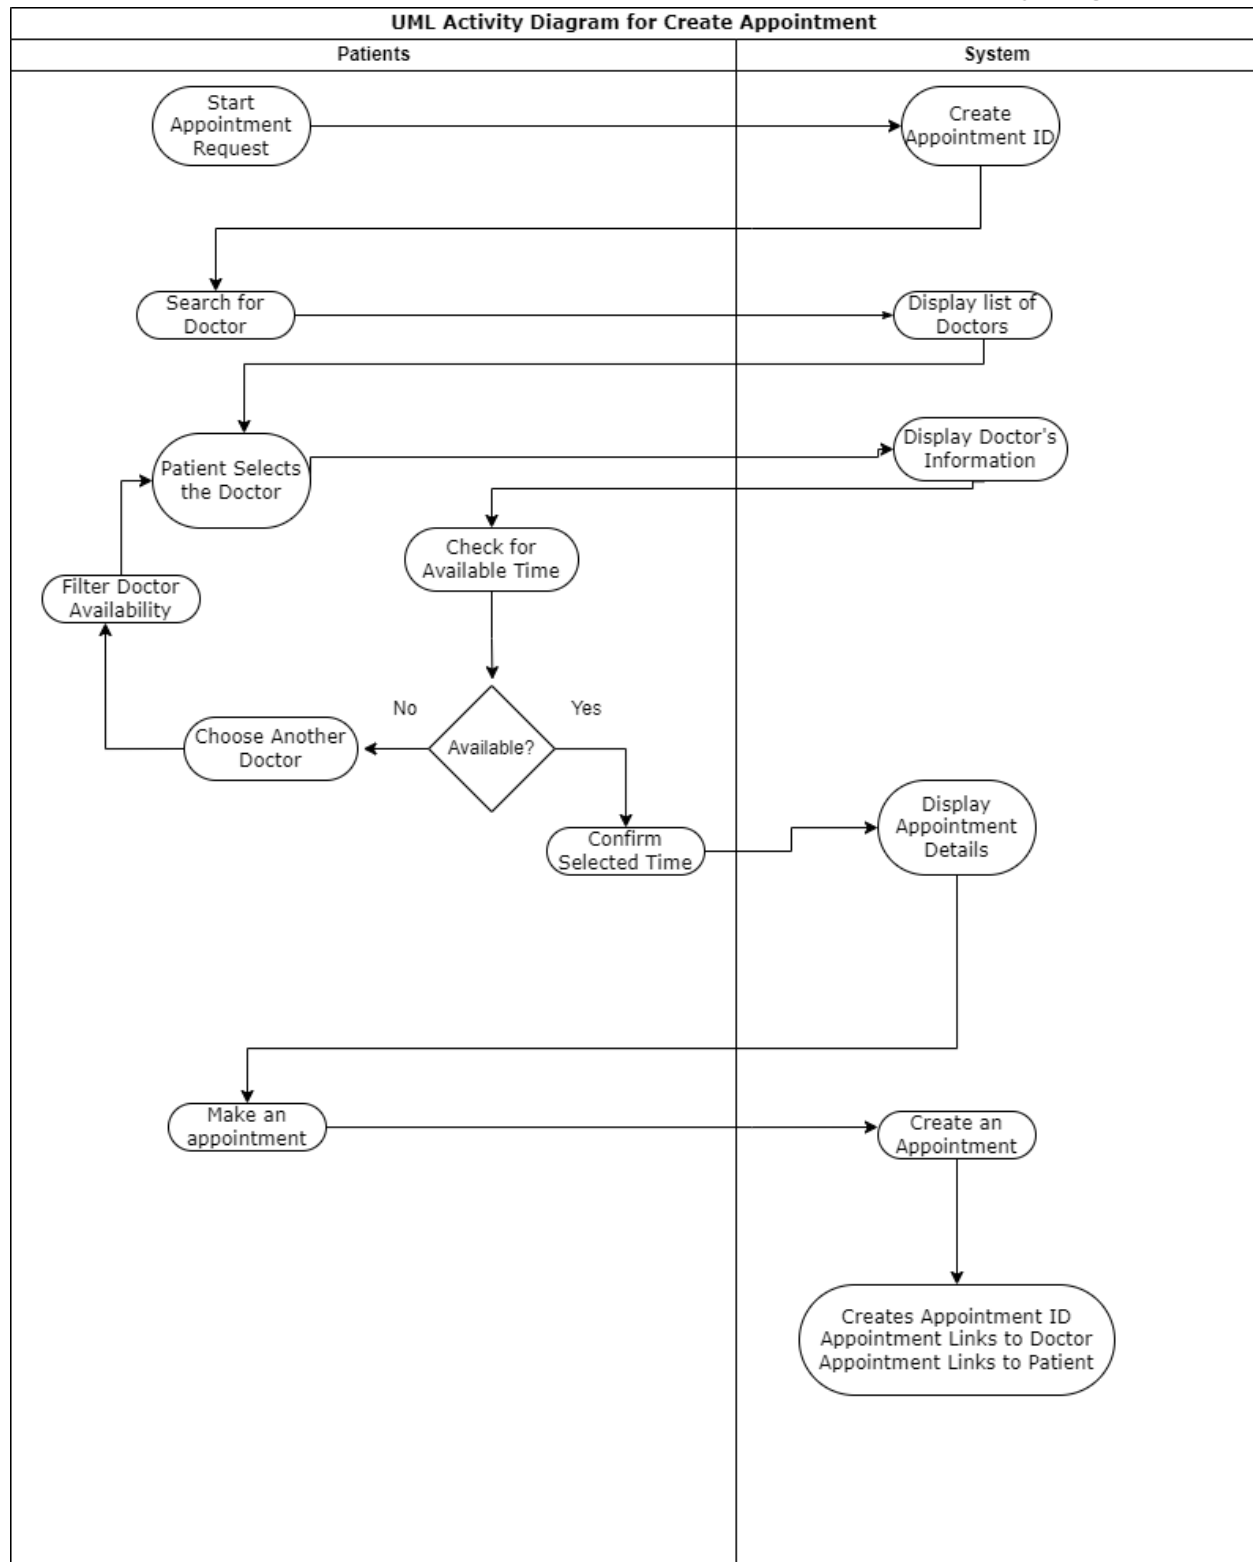 UML Activity Diagram for Create Appointment
Patients
System
Start
Appointment
Request
Create
Appointment ID
Search for
Doctor
Display list of
Doctors
Patient Selects
the Doctor
Display Doctor's
Information
Check for
Available Time
Filter Doctor
Availability
No
Yes
Choose Another
Doctor
Available?
Display
Appointment
Details
Confirm
Selected Time
Make an
appointment
Create an
Appointment
Creates Appointment ID
Appointment Links to Doctor
Appointment Links to Patient